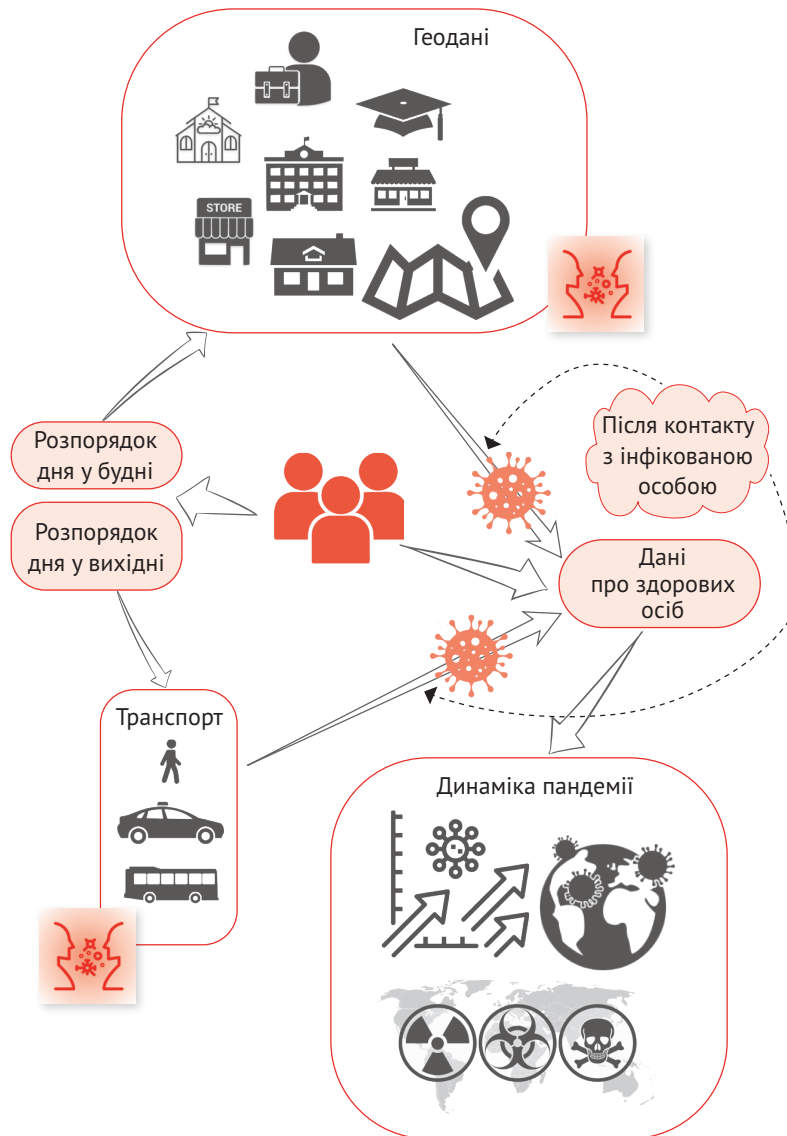 Геодані
STORE
Розпорядок
дня у будні
Після контакту
з інфікованою
особою
Розпорядок
дня у вихідні
Дані
про здорових
осіб
Транспорт
Динаміка пандемії